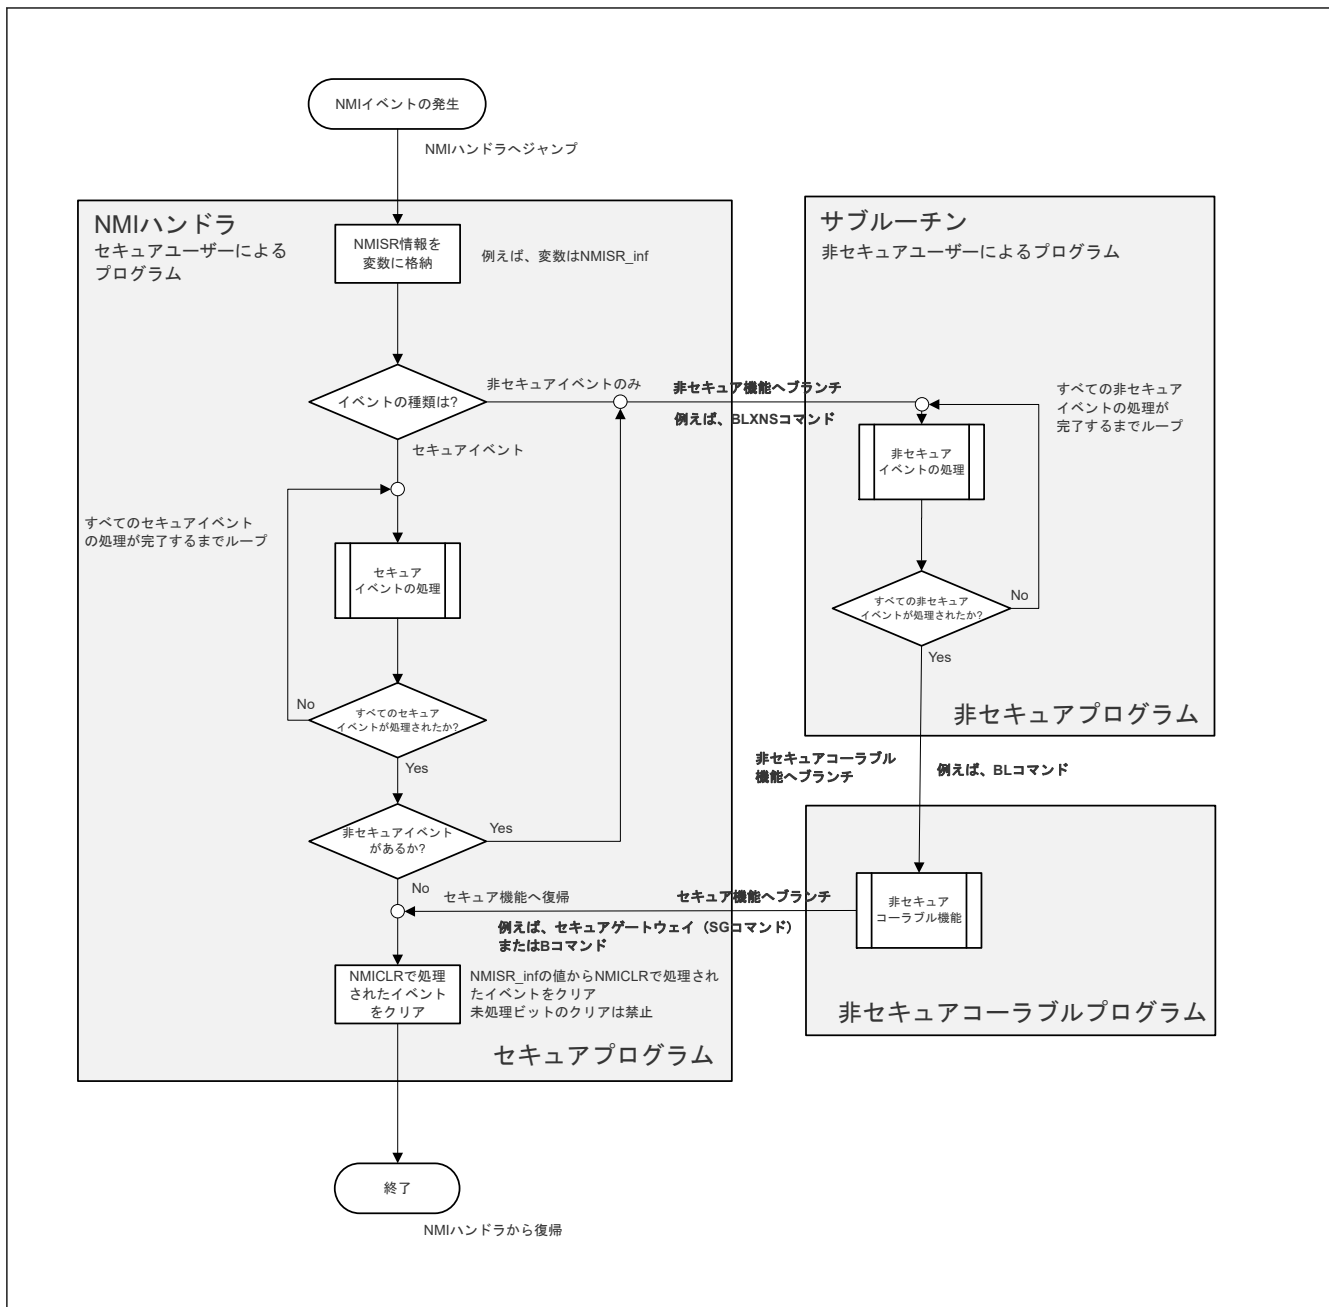 NMIイベントの発生
NMIハンドラへジャンプ
NMIハンドラ
セキュアユーザーによる
プログラム
NMISR情報を
変数に格納
例えば、変数はNMISR_inf
イベントの種類は?
非セキュアイベントのみ
セキュアイベント
すべてのセキュアイベント
の処理が完了するまでループ
セキュア
イベントの処理
すべてのセキュア
イベントが処理されたか?
No
Yes
非セキュアイベント
があるか?
Yes
No
セキュア機能へ復帰
NMICLRで処理
されたイベント
をクリア
NMISR_infの値からNMICLRで処理され
たイベントをクリア
未処理ビットのクリアは禁止
セキュアプログラム
非セキュア機能へブランチ
例えば、BLXNSコマンド
サブルーチン
非セキュアユーザーによるプログラム
すべての非セキュア
イベントの処理が
完了するまでループ
非セキュア
イベントの処理
すべての非セキュア
イベントが処理されたか?
No
Yes
非セキュアプログラム
非セキュアコーラブル
機能へブランチ
例えば、BLコマンド
非セキュア
コーラブル機能
非セキュアコーラブルプログラム
セキュア機能へブランチ
例えば、セキュアゲートウェイ（SGコマンド）
またはBコマンド
終了
NMIハンドラから復帰